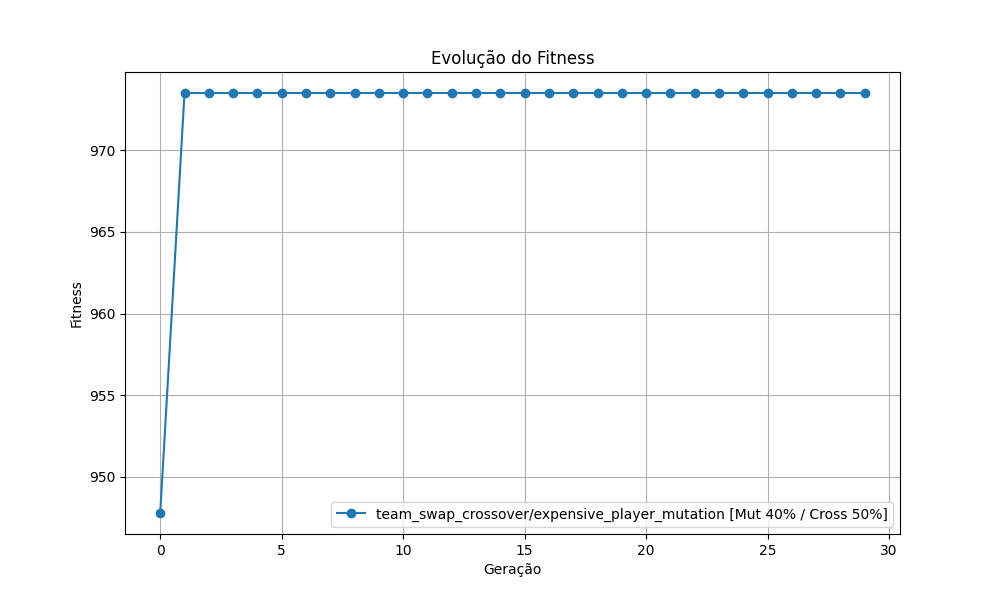 Evolução do Fitness
Fitness
970
965
960
955
950
0 5 10 15 20 25 30
Geração
team_swap_crossover/expensive_player_mutation [Mut 40% / Cross 50%]